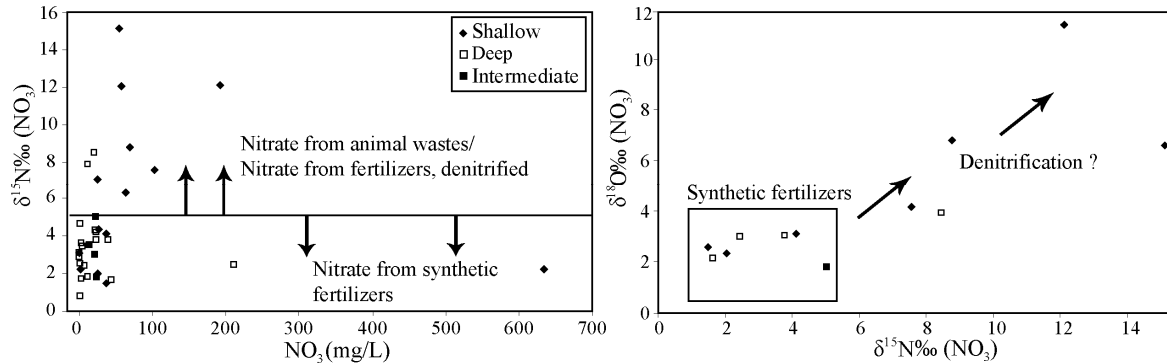 16
14
12
10
8
6
4
2
0
δ¹⁵N‰ (NO₃)
Shallow
Deep
Intermediate
Nitrate from animal wastes/
Nitrate from fertilizers, denitrified
Nitrate from synthetic
fertilizers
0 100 200 300 400 500 600 700
NO₃(mg/L)
12
10
8
6
4
2
0
δ¹⁸O‰ (NO₃)
Denitrification ?
Synthetic fertilizers
0 2 4 6 8 10 12 14
δ¹⁵N‰ (NO₃)